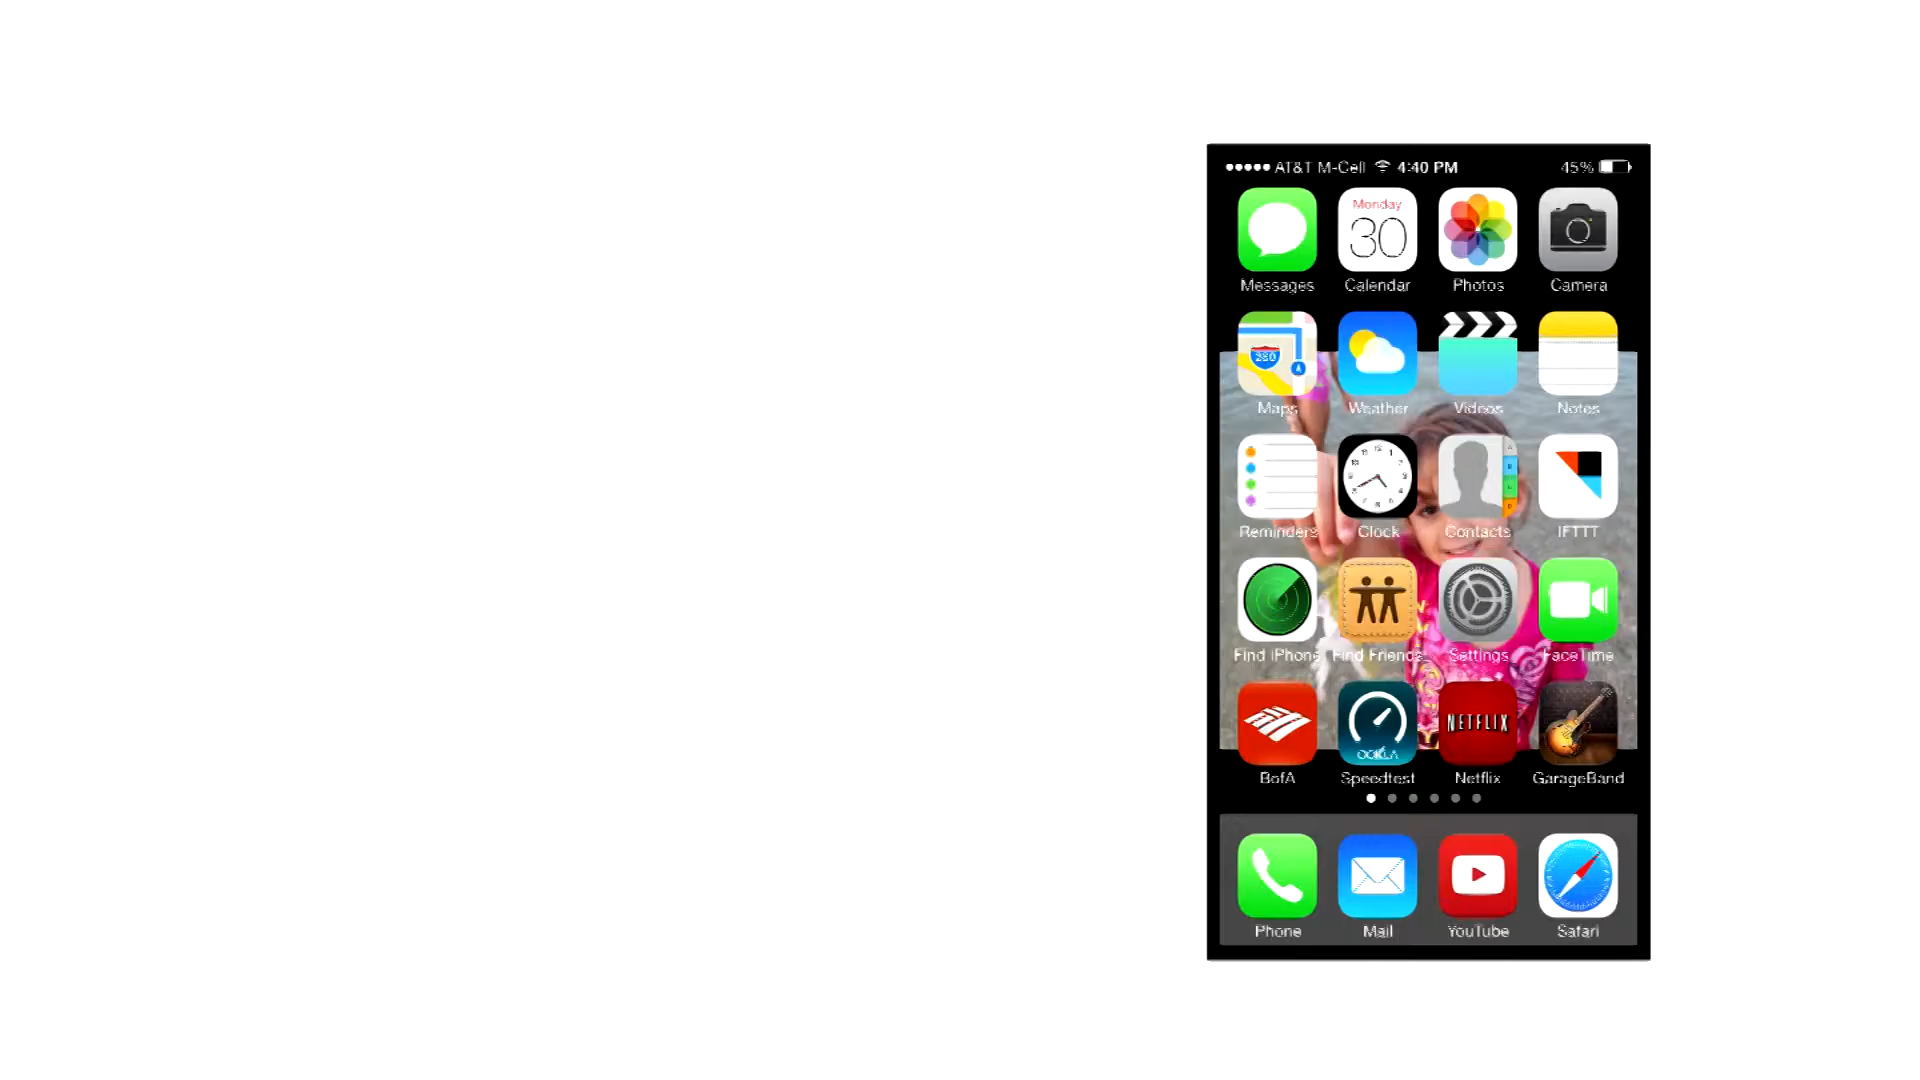 AT&T M-Cell 4:40 PM 45%
Monday
30
Messages Calendar Photos Camera
280
Maps Weather Videos Notes
Reminders Clock Contacts IFTTT
Find iPhone Find Friends Settings FaceTime
OOKLA NETFLIX
BofA Speedtest Netflix GarageBand
Phone Mail YouTube Safari